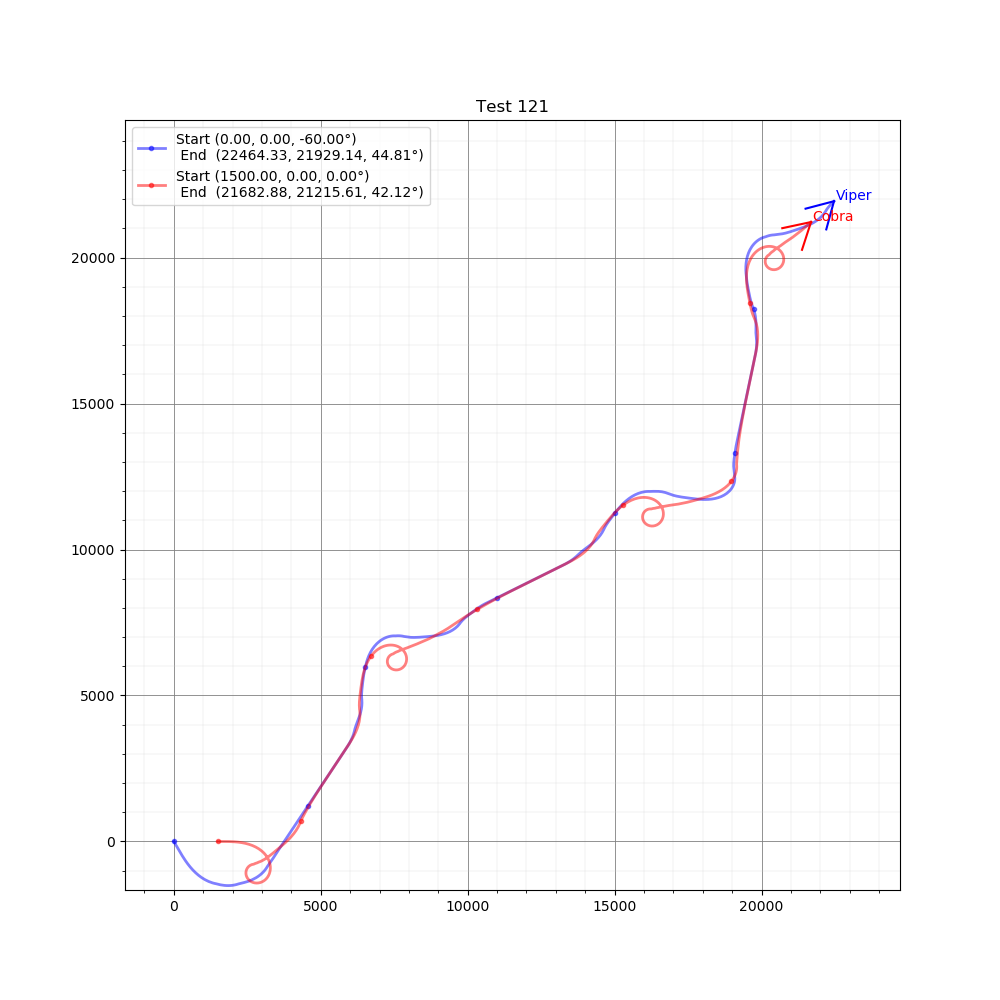 Test 121
Start (0.00, 0.00, -60.00°)
End  (22464.33, 21929.14, 44.81°)
Start (1500.00, 0.00, 0.00°)
End  (21682.88, 21215.61, 42.12°)
Viper
Cobra
20000
15000
10000
5000
0
0 5000 10000 15000 20000